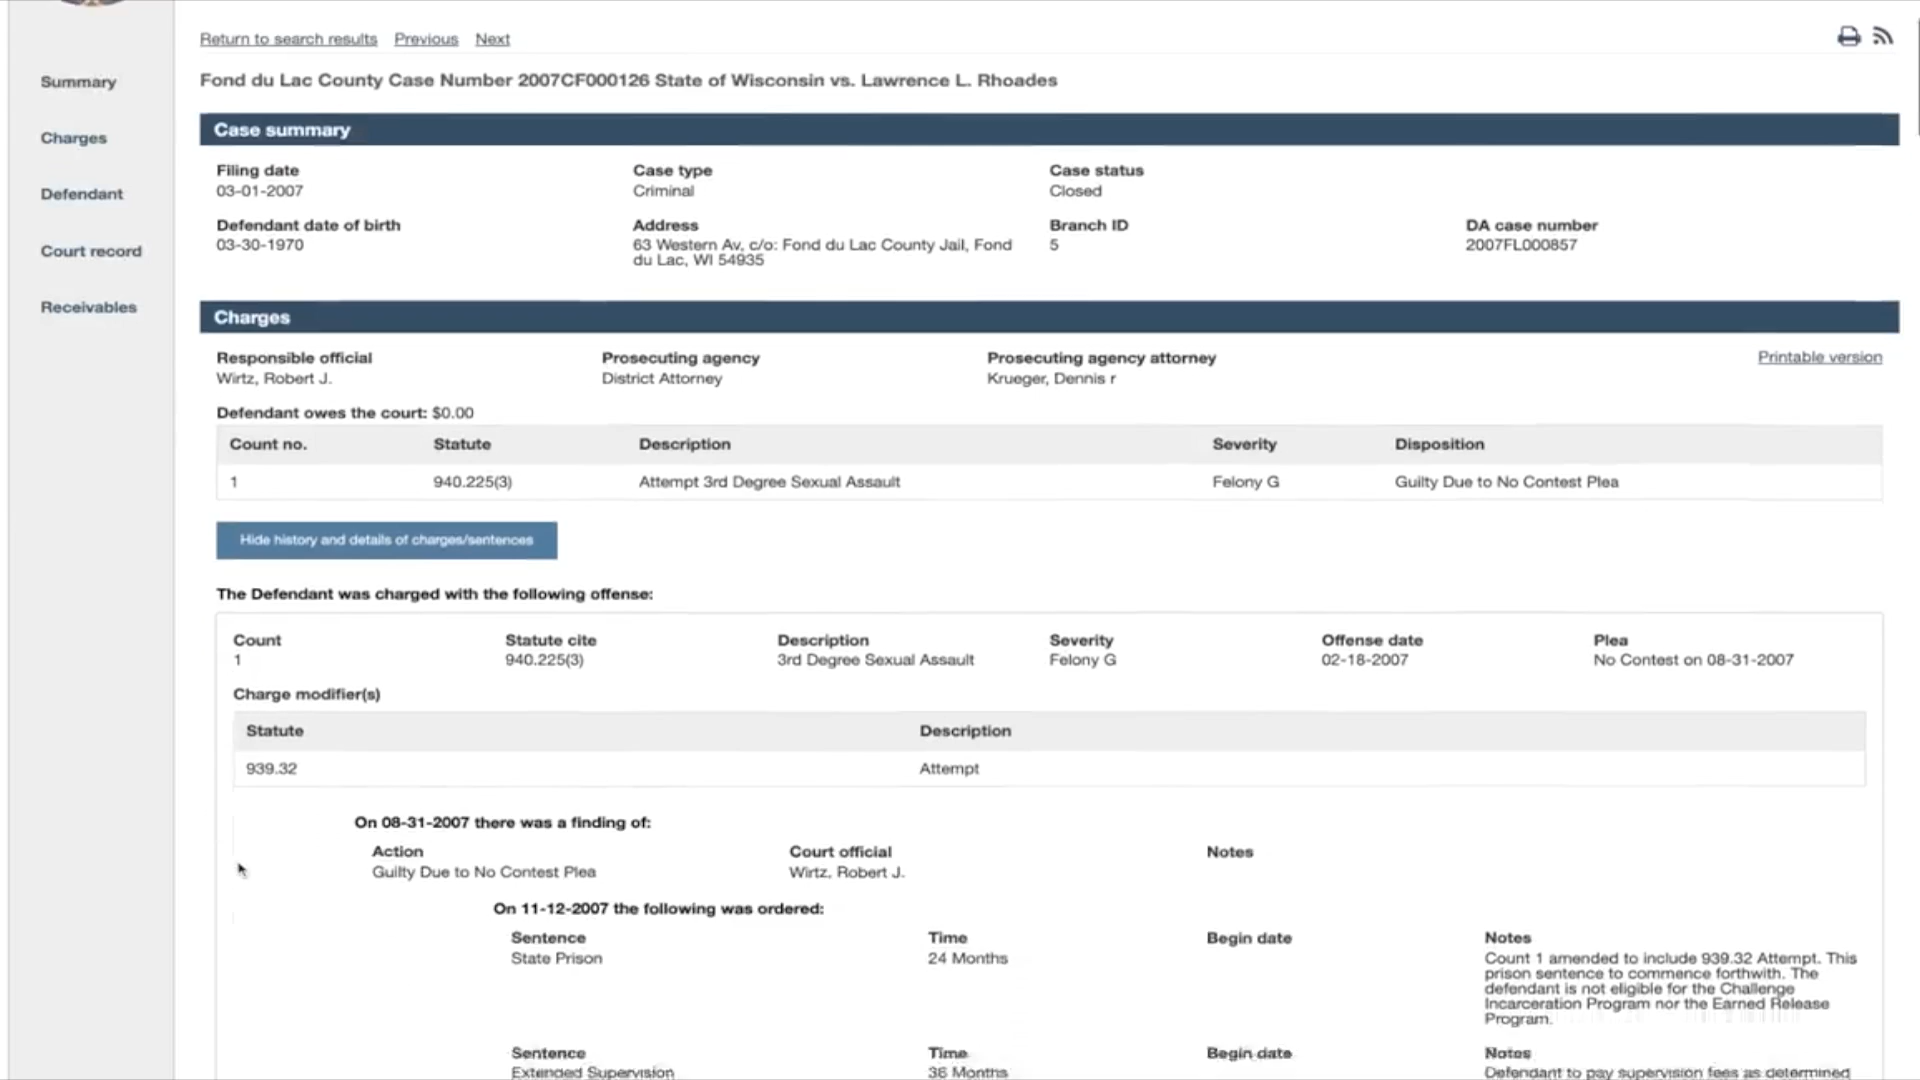 Return to search results Previous Next
Fond du Lac County Case Number 2007CF000126 State of Wisconsin vs. Lawrence L. Rhoades
Summary
Charges
Defendant
Court record
Receivables
Case summary
Filing date
03-01-2007
Case type
Criminal
Case status
Closed
Defendant date of birth
03-30-1970
Address
63 Western Av, c/o: Fond du Lac County Jail, Fond
du Lac, WI 54935
Branch ID
5
DA case number
2007FL000857
Charges
Responsible official
Wirtz, Robert J.
Prosecuting agency
District Attorney
Prosecuting agency attorney
Krueger, Dennis r
Printable version
Defendant owes the court: $0.00
Count no. Statute Description Severity Disposition
1 940.225(3) Attempt 3rd Degree Sexual Assault Felony G Guilty Due to No Contest Plea
Hide history and details of charges/sentences
The Defendant was charged with the following offense:
Count Statute cite Description Severity Offense date Plea
1 940.225(3) 3rd Degree Sexual Assault Felony G 02-18-2007 No Contest on 08-31-2007
Charge modifier(s)
Statute Description
939.32 Attempt
On 08-31-2007 there was a finding of:
Action Court official Notes
Guilty Due to No Contest Plea Wirtz, Robert J.
On 11-12-2007 the following was ordered:
Sentence
State Prison
Time
24 Months
Begin date
Notes
Count 1 amended to include 939.32 Attempt. This
prison sentence to commence forthwith. The
defendant is not eligible for the Challenge
Incarceration Program nor the Earned Release
Program.
Sentence
Extended Supervision
Time
36 Months
Begin date
Notes
Defendant to pay supervision fees as determined